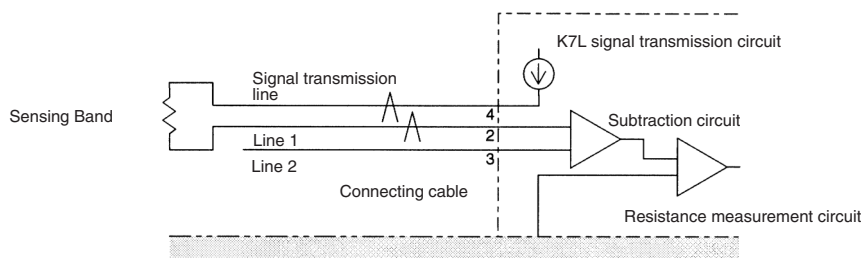 K7L signal transmission circuit
Signal transmission
line
Sensing Band
4
Subtraction circuit
2
Line 1
3
Line 2
Connecting cable
Resistance measurement circuit